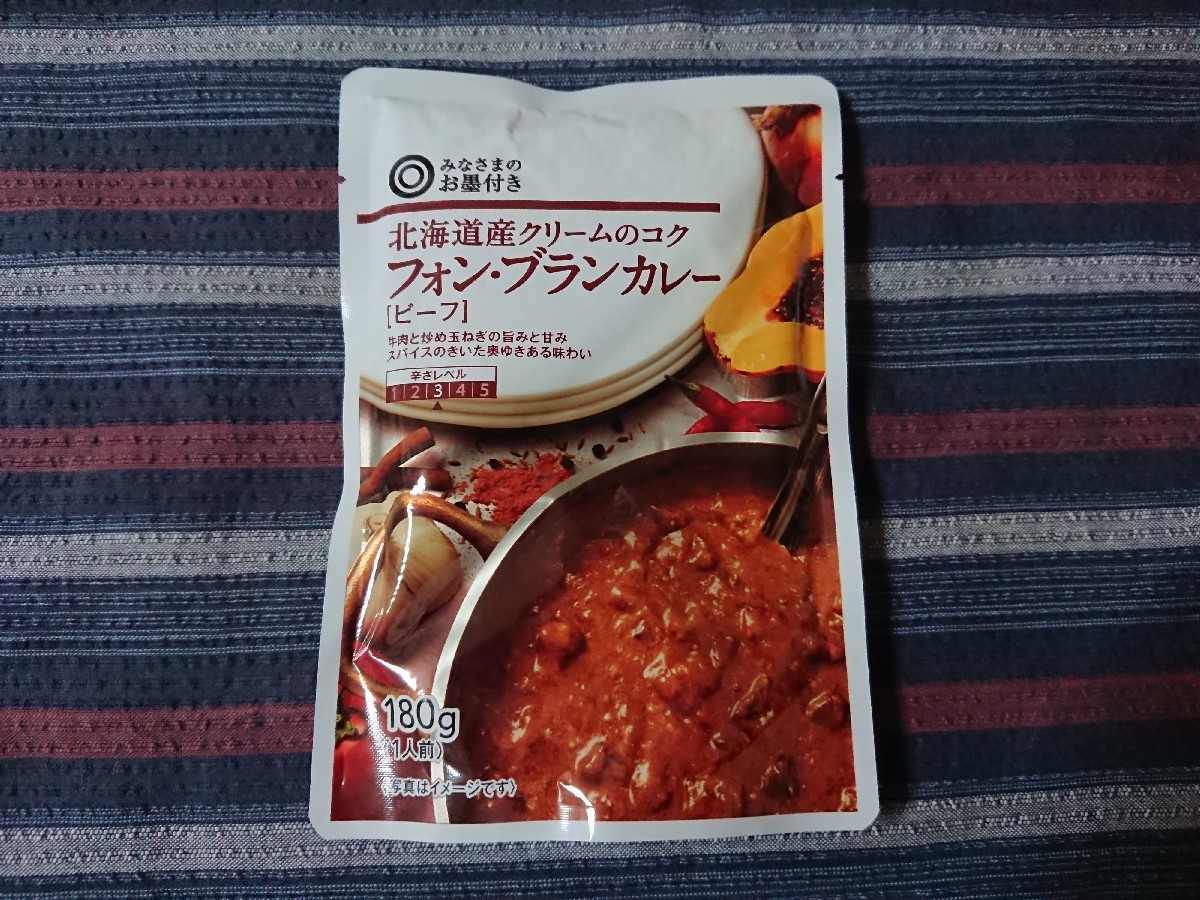 みなさまの
お墨付き
北海道産クリームのコク
フォン・ブランカレー
[ビーフ]
牛肉と炒め玉ねぎの旨みと甘み
スパイスのきいた奥ゆきある味わい
辛さレベル
1 2 3 4 5
180g
(1人前)
〈写真はイメージです〉